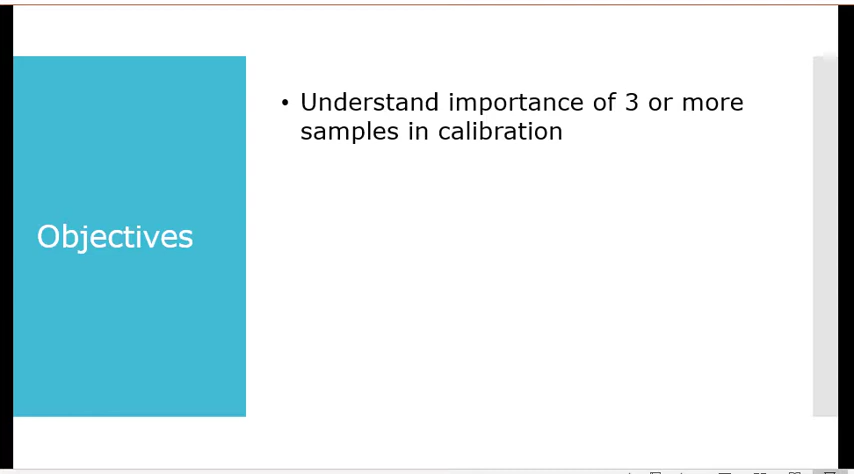 Objectives
• Understand importance of 3 or more
samples in calibration